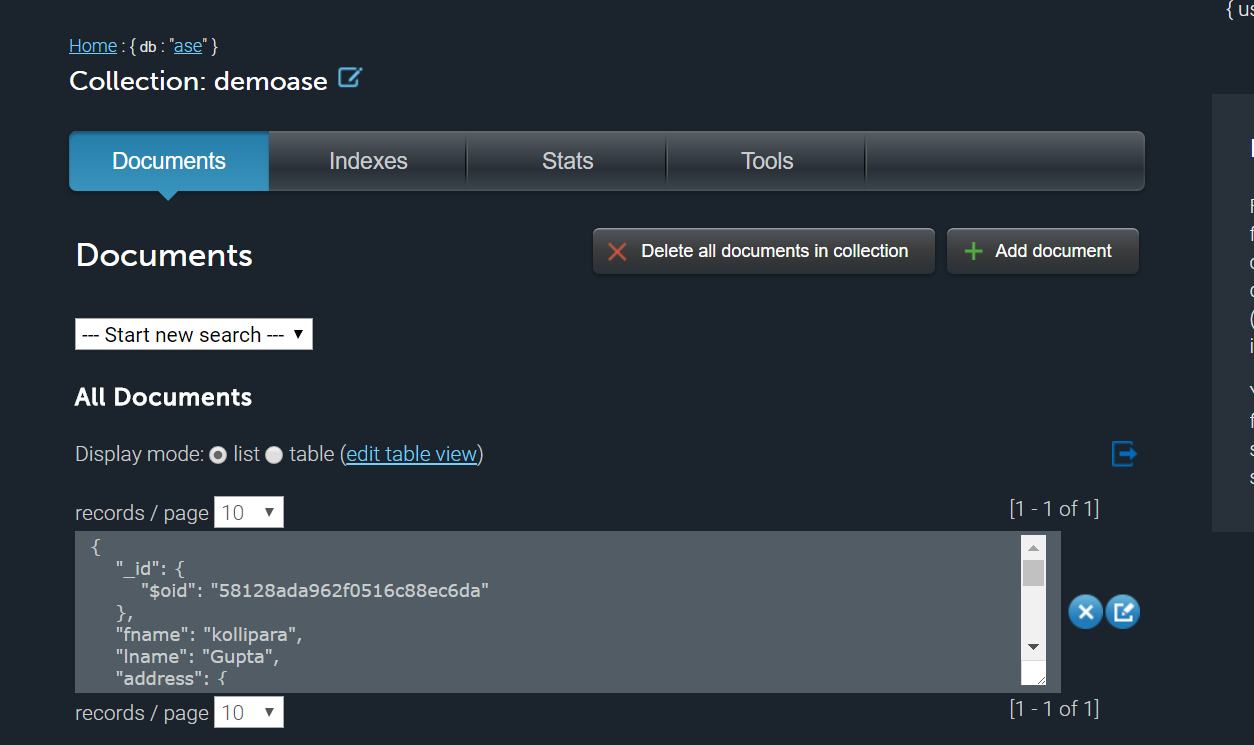 { us
Home : { db : "ase" }
Collection: demoase
Documents Indexes Stats Tools
Documents
Delete all documents in collection
Add document
--- Start new search ---
All Documents
Display mode: list table (edit table view)
records / page 10 [1 - 1 of 1]
{
"_id": {
"$oid": "58128ada962f0516c88ec6da"
},
"fname": "kollipara",
"lname": "Gupta",
"address": {
records / page 10 [1 - 1 of 1]